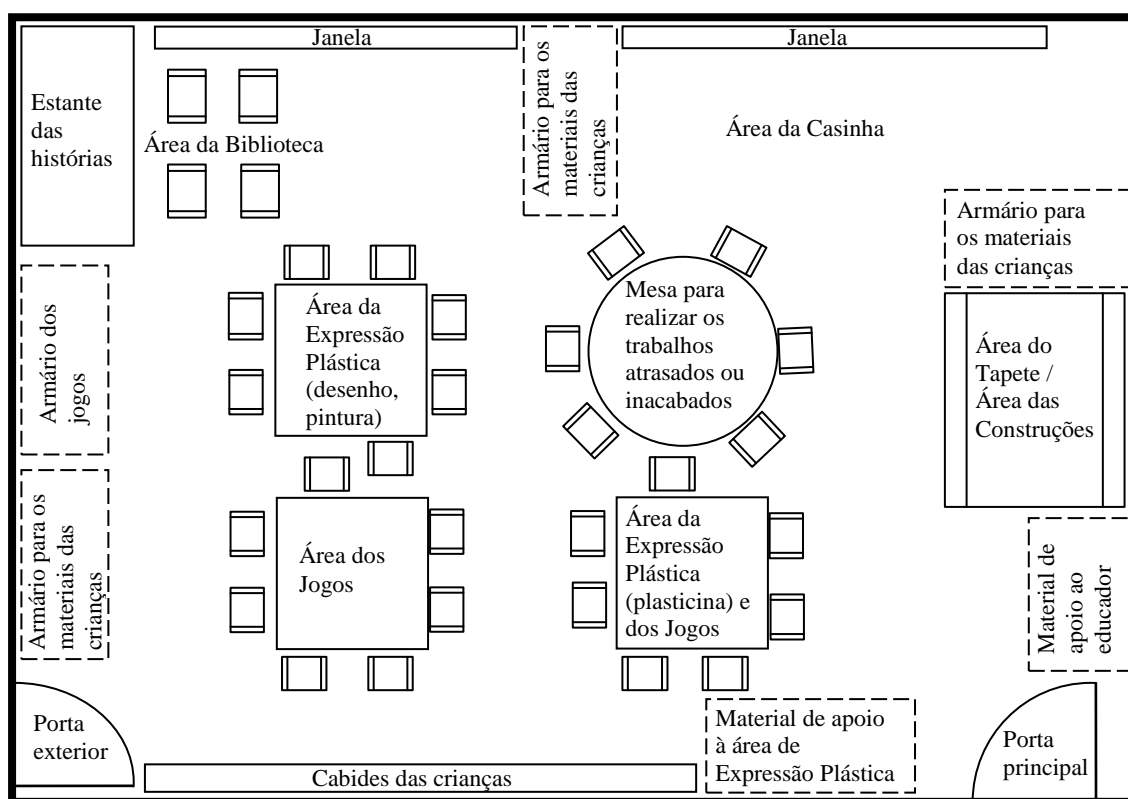 Janela
Janela
Estante
das
histórias
Área da Biblioteca
Armário para os
materiais das
crianças
Área da Casinha
Armário para
os materiais
das crianças
Armário dos
jogos
Área da
Expressão
Plástica
(desenho,
pintura)
Mesa para
realizar os
trabalhos
atrasados ou
inacabados
Área do
Tapete /
Área das
Construções
Armário para os
materiais das
crianças
Área dos
Jogos
Área da
Expressão
Plástica
(plasticina) e
dos Jogos
Material de
apoio ao
educador
Porta
exterior
Cabides das crianças
Material de apoio
à área de
Expressão Plástica
Porta
principal